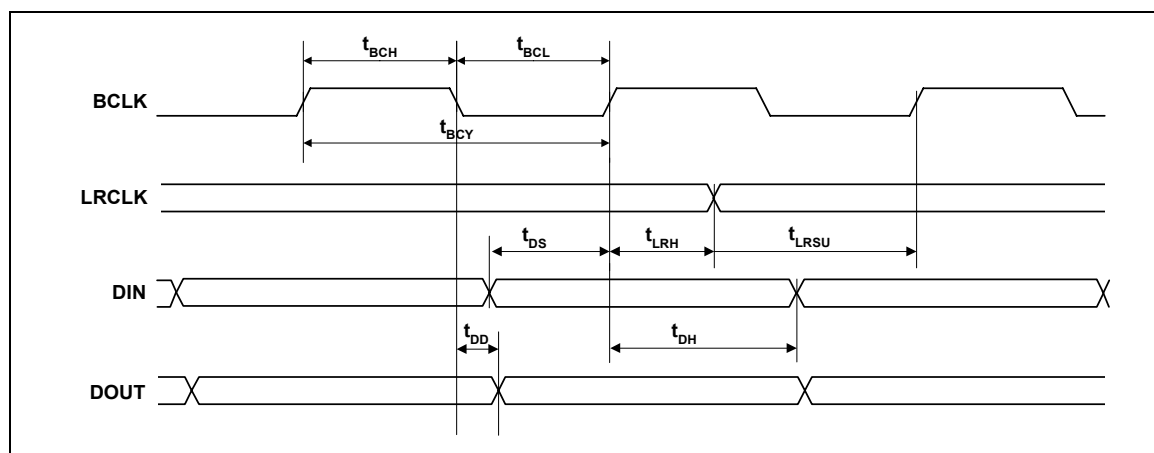 tBCH
tBCL
BCLK
tBCY
LRCLK
tDS
tLRH
tLRSU
DIN
tDD
tDH
DOUT